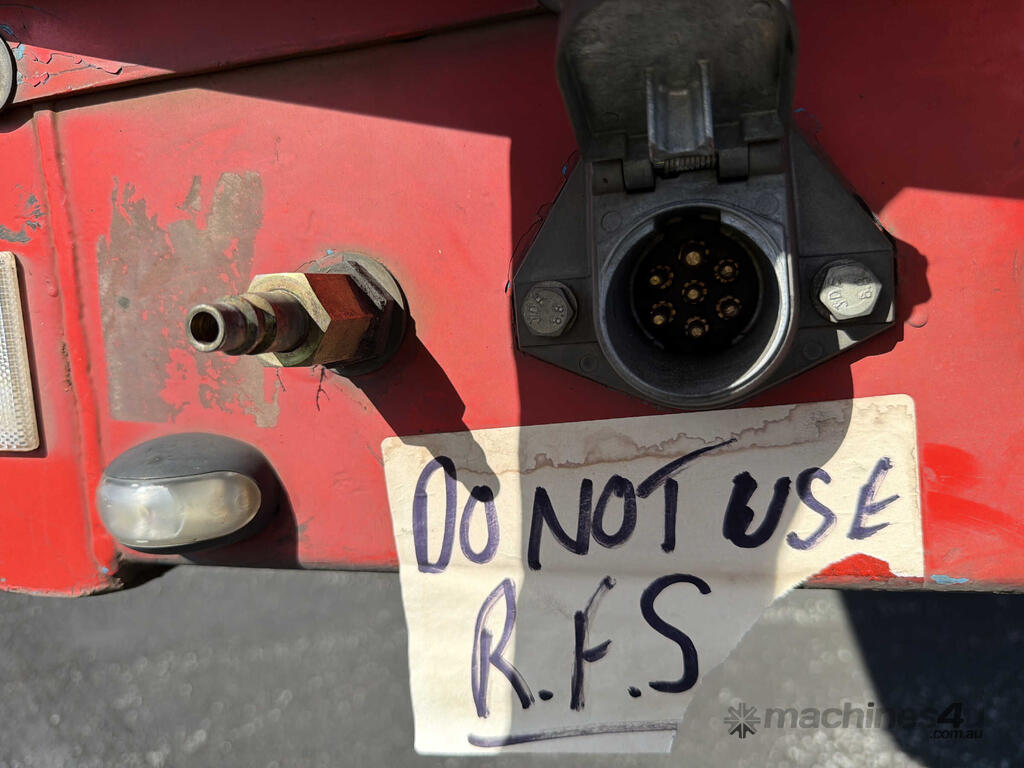 DO NOT USE
R.F.S
machines4u
.com.au